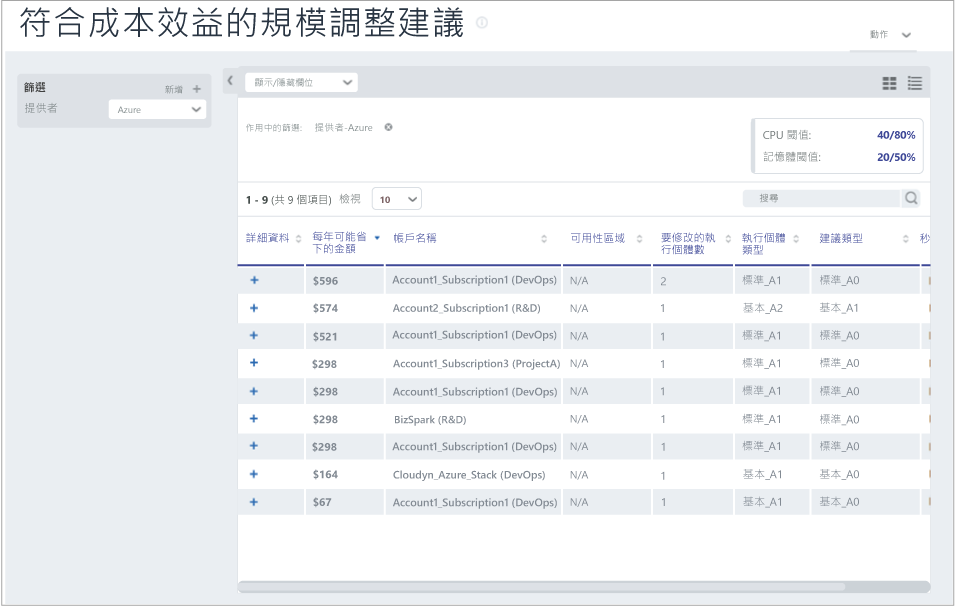 符合成本效益的規模調整建議
動作
篩選
新增 +
提供者
Azure
顯示/隱藏欄位
作用中的篩選: 提供者-Azure
CPU 閾值: 40/80%
記憶體閾值: 20/50%
1 - 9 (共 9 個項目) 檢視 10
搜尋
詳細資料 每年可能省下的金額 帳戶名稱 可用性區域 要修改的執行個體數 執行個體類型 建議類型 秒
+ $596 Account1_Subscription1 (DevOps) N/A 2 標準_A1 標準_A0
+ $574 Account2_Subscription1 (R&D) N/A 1 基本_A2 基本_A1
+ $521 Account1_Subscription1 (DevOps) N/A 1 標準_A1 標準_A0
+ $298 Account1_Subscription3 (ProjectA) N/A 1 標準_A1 標準_A0
+ $298 Account1_Subscription1 (DevOps) N/A 1 標準_A1 標準_A0
+ $298 BizSpark (R&D) N/A 1 標準_A1 標準_A0
+ $298 Account1_Subscription1 (DevOps) N/A 1 標準_A1 標準_A0
+ $164 Cloudyn_Azure_Stack (DevOps) N/A 1 基本_A1 基本_A0
+ $67 Account1_Subscription1 (DevOps) N/A 1 基本_A1 基本_A0